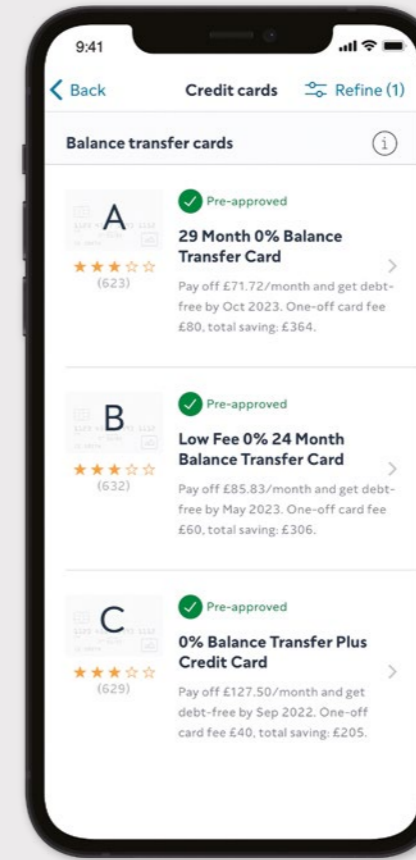 9:41
Back
Credit cards
Refine (1)
Balance transfer cards
i
A
(623)
Pre-approved
29 Month 0% Balance
Transfer Card
Pay off £71.72/month and get debt-
free by Oct 2023. One-off card fee
£80, total saving: £364.
B
(632)
Pre-approved
Low Fee 0% 24 Month
Balance Transfer Card
Pay off £85.83/month and get debt-
free by May 2023. One-off card fee
£60, total saving: £306.
C
(629)
Pre-approved
0% Balance Transfer Plus
Credit Card
Pay off £127.50/month and get
debt-free by Sep 2022. One-off
card fee £40, total saving: £205.